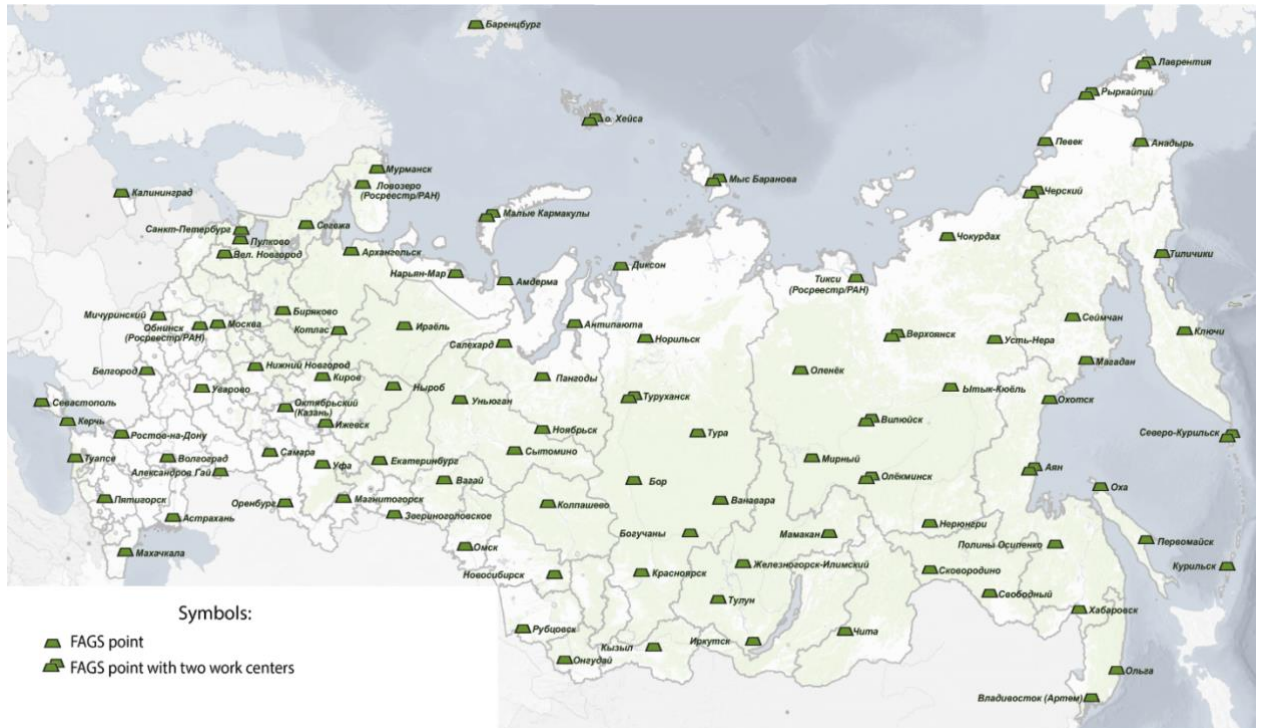 Баренцбург
Лаврентия
Рыркайпий
о. Хейса
Певек
Анадырь
Мурманск
Мыс Баранова
Ловозеро
(Росреестр/РАН)
Калининград
Черский
Малые Кармакулы
Санкт-Петербург
Сегежа
Пулково
Чокурдах
Вел. Новгород
Архангельск
Тиличики
Нарьян-Мар
Диксон
Амдерма
Тикси
(Росреестр/РАН)
Мичуринский
Биряково
Обнинск
(Росреестр/РАН)
Москва
Котлас
Ираёль
Антипаюта
Сеймчан
Ключи
Салехард
Норильск
Верхоянск
Усть-Нера
Магадан
Белгород
Нижний Новгород
Киров
Пангоды
Оленёк
Уварово
Ныроб
Ытык-Кюёль
Севастополь
Октябрьский
(Казань)
Уньюган
Туруханск
Охотск
Керчь
Ижевск
Вилюйск
Ростов-на-Дону
Ноябрьск
Тура
Северо-Курильск
Самара
Сытомино
Туапсе
Волгоград
Уфа
Екатеринбург
Мирный
Аян
Александров Гай
Вагай
Бор
Олёкминск
Оха
Пятигорск
Оренбург
Магнитогорск
Колпашево
Ванавара
Астрахань
Звериноголовское
Нерюнгри
Богучаны
Мамакан
Первомайск
Полины Осипенко
Махачкала
Омск
Железногорск-Илимский
Курильск
Новосибирск
Красноярск
Сковородино
Свободный
Тулун
Хабаровск
Symbols:
Рубцовск
Чита
Иркутск
FAGS point
Кызыл
Онгудай
FAGS point with two work centers
Ольга
Владивосток (Артем)